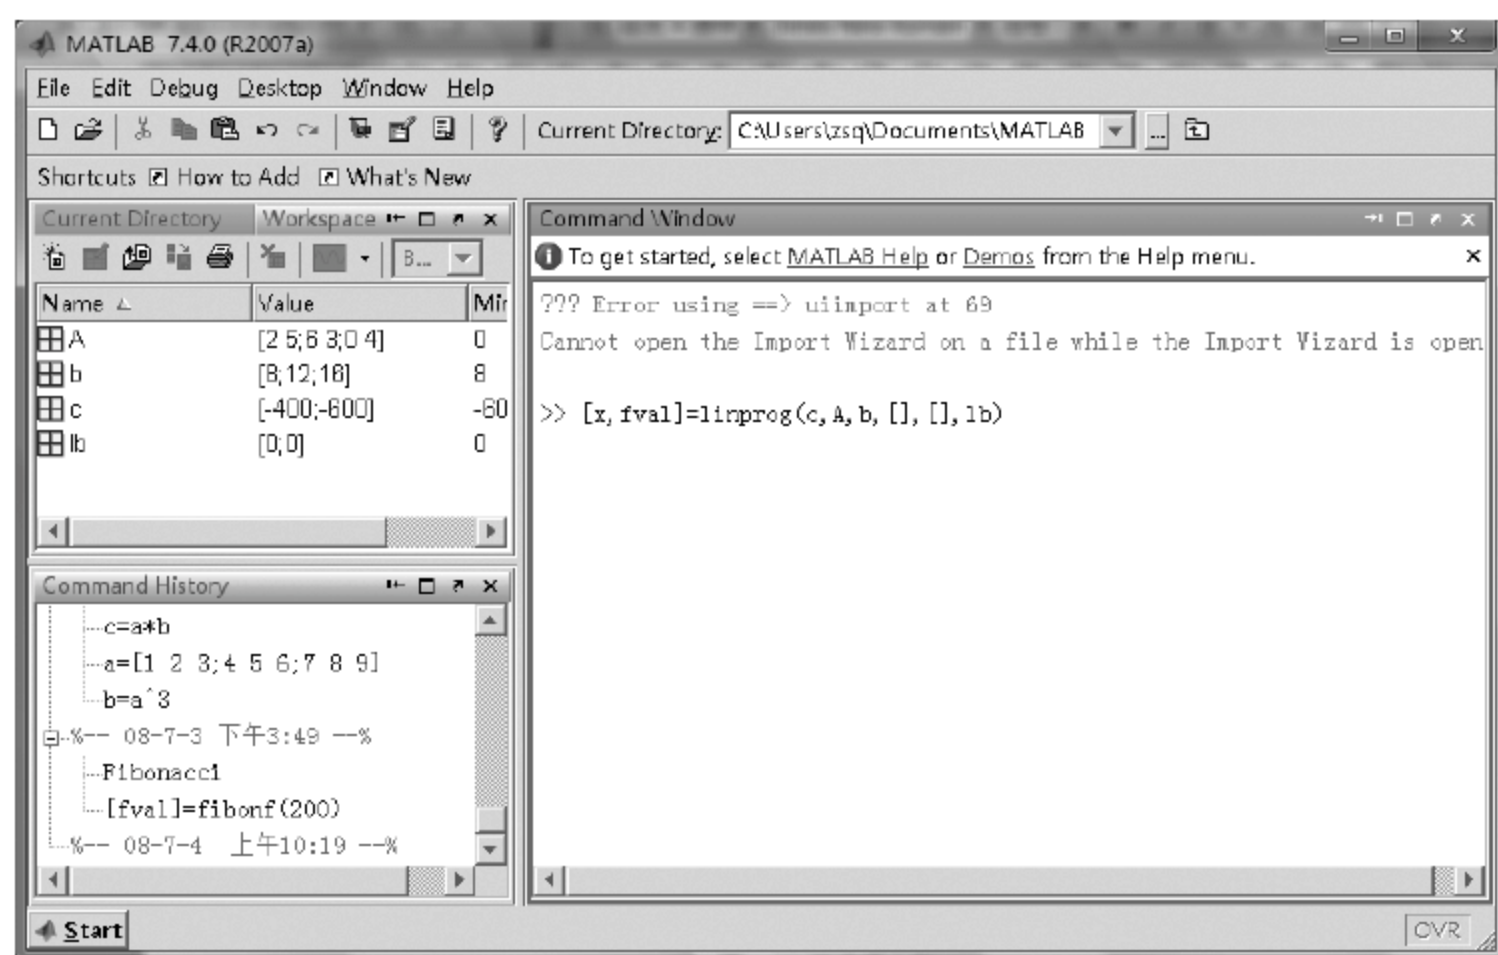 MATLAB 7.4.0 (R2007a)
File Edit Debug Desktop Window Help
Current Directory: C:\Users\zsq\Documents\MATLAB ...
Shortcuts How to Add What's New
Current Directory Workspace
B...
Name Value Min
A [2 5;6 3;0 4] 0
b [8;12;16] 8
c [-400;-600] -60
lb [0;0] 0
Command History
c=a*b
a=[1 2 3;4 5 6;7 8 9]
b=a^3
%-- 08-7-3 下午3:49 --%
Fibonacci
[fval]=fibonf(200)
%-- 08-7-4 上午10:19 --%
Command Window
To get started, select MATLAB Help or Demos from the Help menu.
??? Error using ==> uiimport at 69
Cannot open the Import Wizard on a file while the Import Wizard is open
>> [x,fval]=linprog(c,A,b,[],[],lb)
Start
OVR